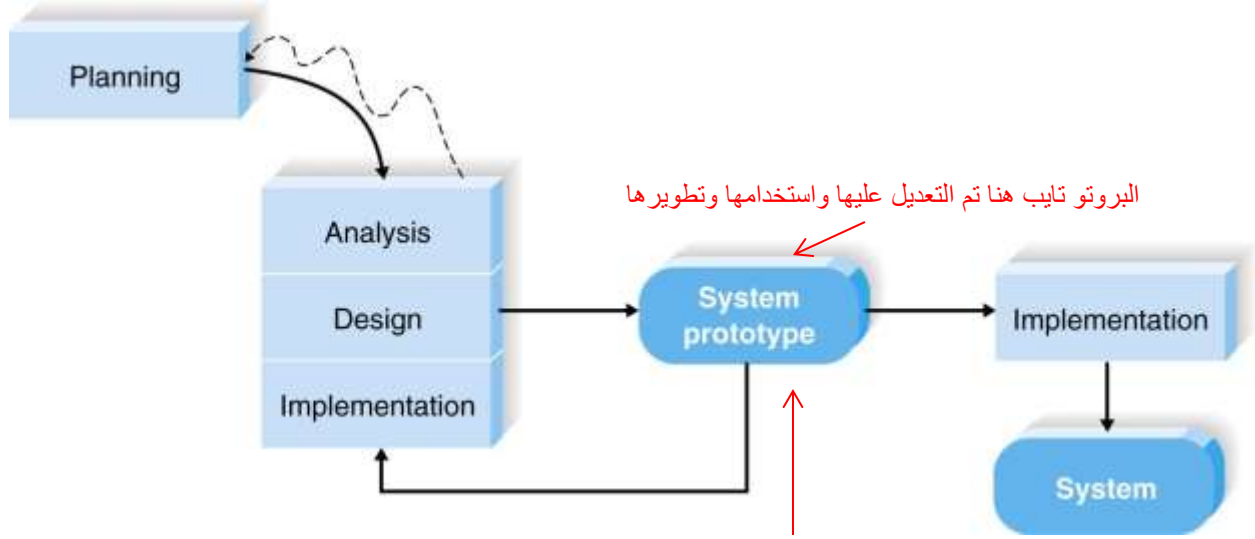 Planning
البروتو تايب هنا تم التعديل عليها واستخدامها وتطويرها
Analysis
Design
Implementation
System
prototype
Implementation
System